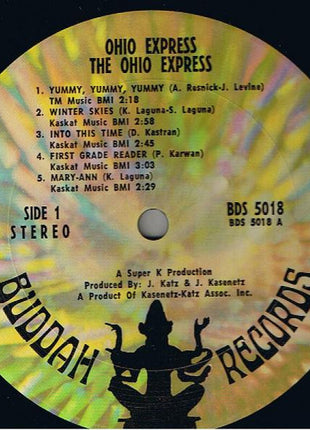 OHIO EXPRESS
THE OHIO EXPRESS
1. YUMMY, YUMMY, YUMMY (A. Resnick-J. Levine)
TM Music BMI 2:18
2. WINTER SKIES (K. Laguna-S. Laguna)
Kaskat Music BMI 2:58
3. INTO THIS TIME (D. Kastran)
Kaskat Music BMI 2:45
4. FIRST GRADE READER (P. Karwan)
Kaskat Music BMI 3:03
5. MARY-ANN (K. Laguna)
Kaskat Music BMI 2:29
SIDE 1
STEREO
BDS 5018
BDS 5018 A
A Super K Production
Produced By: J. Katz & J. Kasenetz
A Product Of Kasenetz-Katz Assoc. Inc.
BUDDAH RECORDS